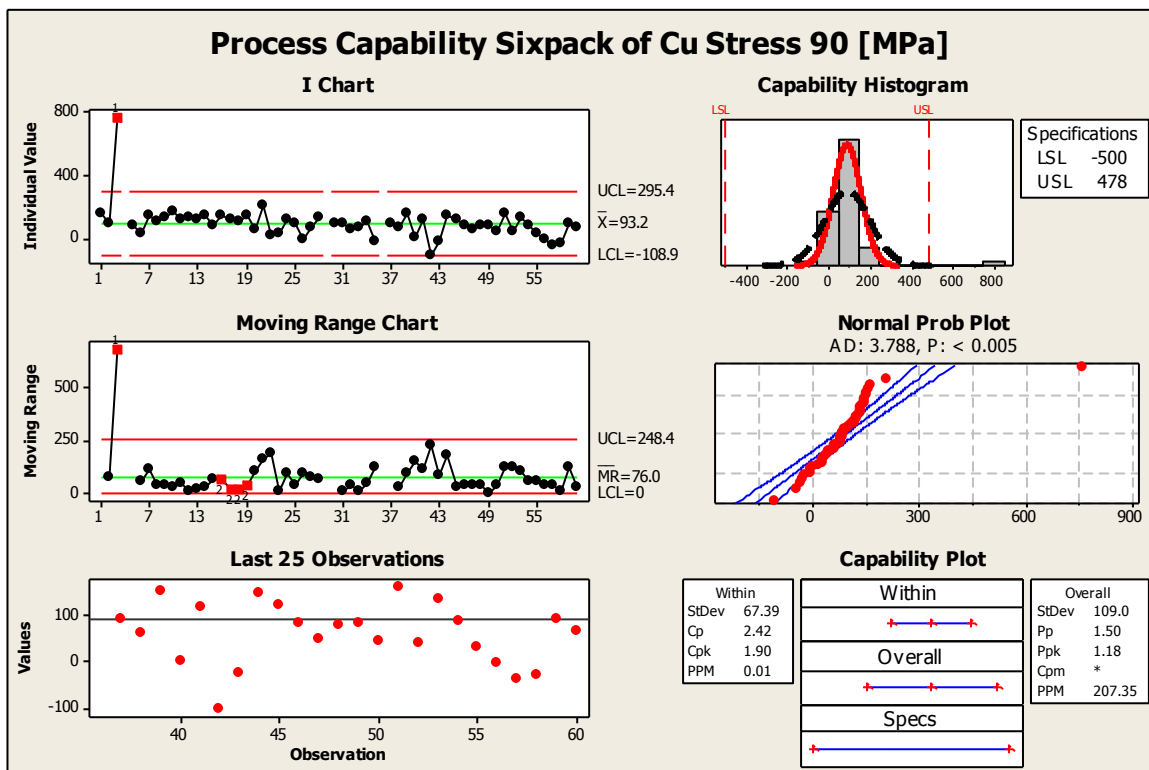 Process Capability Sixpack of Cu Stress 90 [MPa]
I Chart
Individual Value
800
400
0
1
UCL=295.4
X=93.2
LCL=-108.9
1 7 13 19 25 31 37 43 49 55
Capability Histogram
LSL USL
-400 -200 0 200 400 600 800
Specifications
LSL -500
USL 478
Moving Range Chart
Moving Range
500
250
0
1
2
2
2
2
UCL=248.4
MR=76.0
LCL=0
1 7 13 19 25 31 37 43 49 55
Normal Prob Plot
AD: 3.788, P: < 0.005
0 300 600 900
Last 25 Observations
Values
100
0
-100
40 45 50 55 60
Observation
Capability Plot
Within
StDev 67.39
Cp 2.42
Cpk 1.90
PPM 0.01
Within
Overall
Specs
Overall
StDev 109.0
Pp 1.50
Ppk 1.18
Cpm *
PPM 207.35